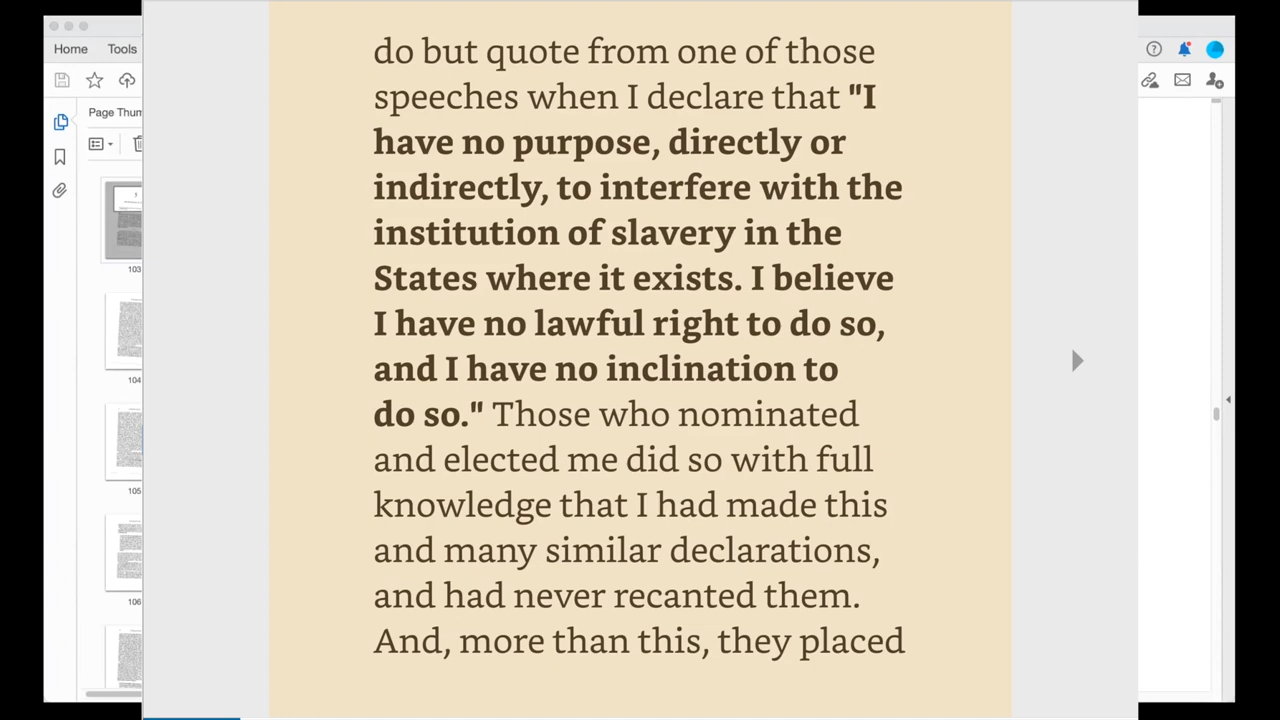 Home Tools
Page Thum
103
104
105
106
do but quote from one of those
speeches when I declare that "I
have no purpose, directly or
indirectly, to interfere with the
institution of slavery in the
States where it exists. I believe
I have no lawful right to do so,
and I have no inclination to
do so." Those who nominated
and elected me did so with full
knowledge that I had made this
and many similar declarations,
and had never recanted them.
And, more than this, they placed